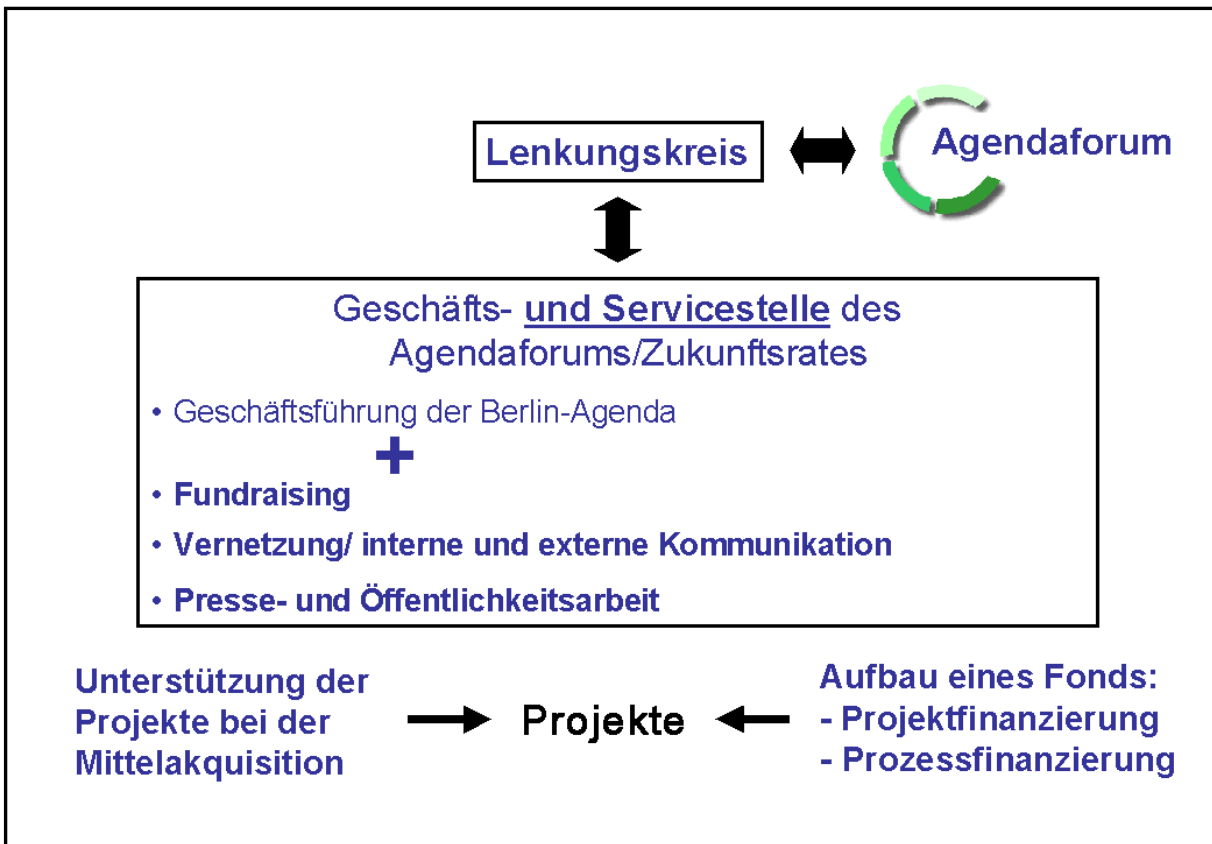 Lenkungskreis
Agendaforum
Geschäfts- und Servicestelle des
Agendaforums/Zukunftsrates
• Geschäftsführung der Berlin-Agenda
+
• Fundraising
• Vernetzung/ interne und externe Kommunikation
• Presse- und Öffentlichkeitsarbeit
Unterstützung der
Projekte bei der
Mittelakquisition
Projekte
Aufbau eines Fonds:
- Projektfinanzierung
- Prozessfinanzierung